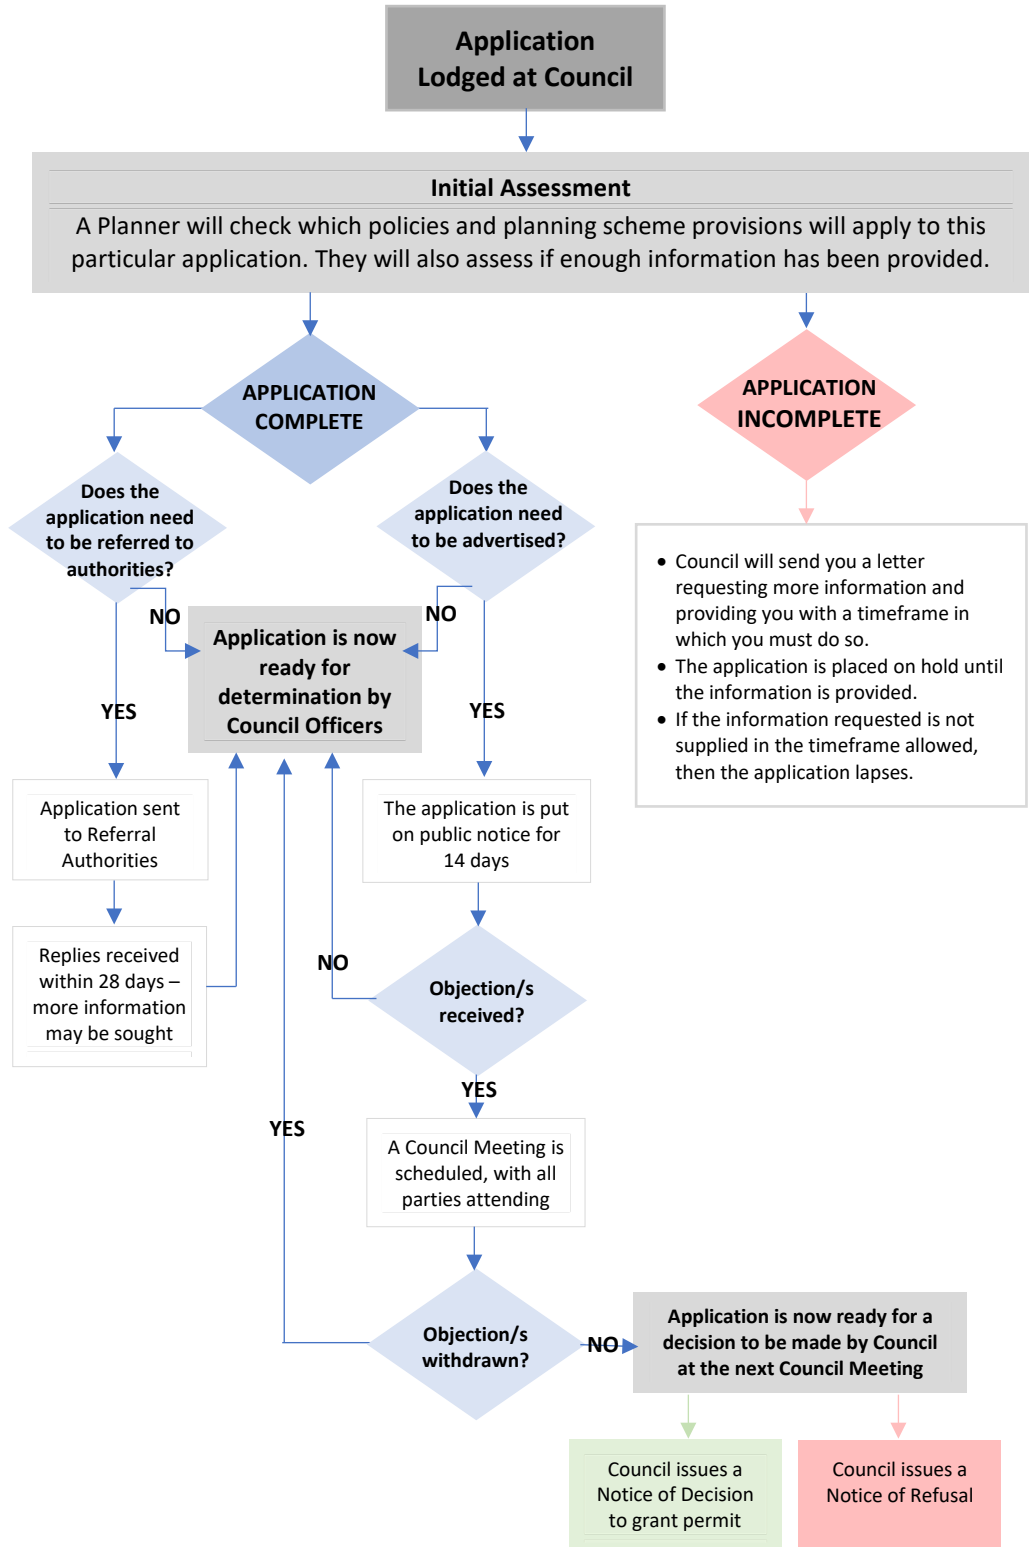 Application
Lodged at Council
Initial Assessment
A Planner will check which policies and planning scheme provisions will apply to this
particular application. They will also assess if enough information has been provided.
APPLICATION
COMPLETE
APPLICATION
INCOMPLETE
Does the
application need
to be referred to
authorities?
Does the
application need
to be advertised?
NO
NO
Application is now
ready for
determination by
Council Officers
YES
YES
• Council will send you a letter
requesting more information and
providing you with a timeframe in
which you must do so.
• The application is placed on hold until
the information is provided.
• If the information requested is not
supplied in the timeframe allowed,
then the application lapses.
Application sent
to Referral
Authorities
The application is put
on public notice for
14 days
Replies received
within 28 days –
more information
may be sought
NO
Objection/s
received?
YES
YES
A Council Meeting is
scheduled, with all
parties attending
Objection/s
withdrawn?
NO
Application is now ready for a
decision to be made by Council
at the next Council Meeting
Council issues a
Notice of Decision
to grant permit
Council issues a
Notice of Refusal